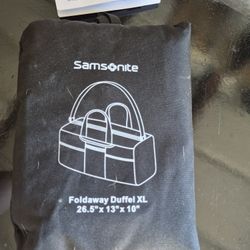 Samsonite
Foldaway Duffel XL
26.5"x 13"x 10"